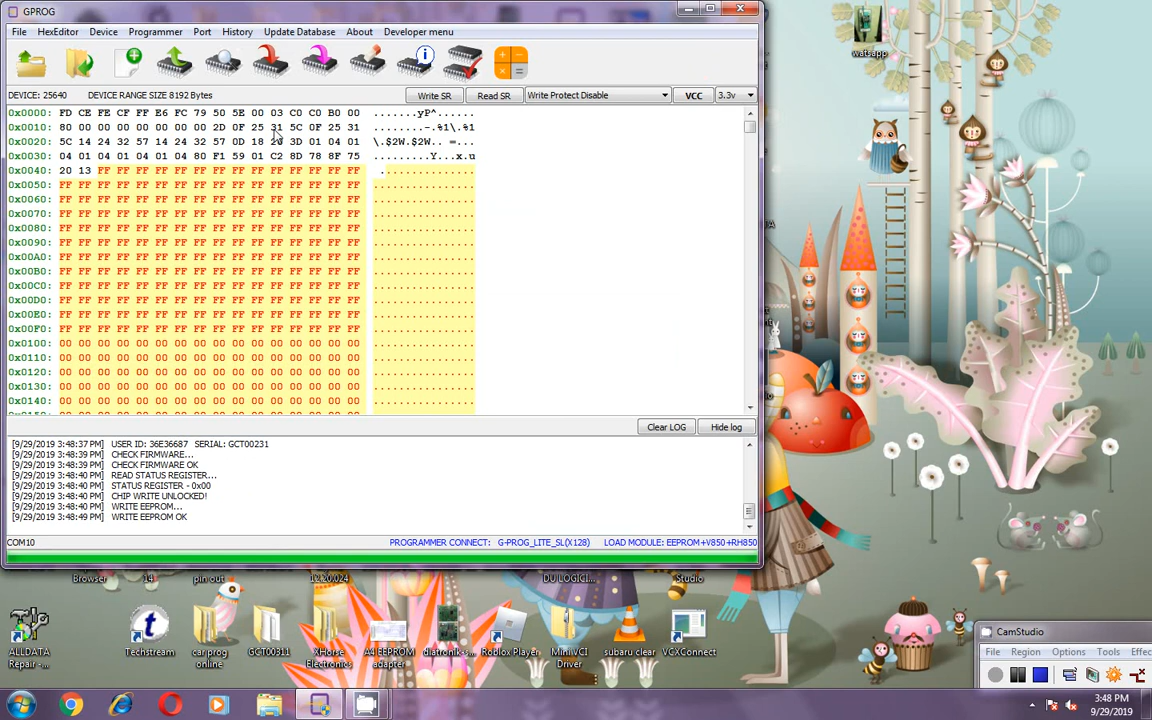 GPROG
File HexEditor Device Programmer Port History Update Database About Developer menu
DEVICE: 25640 DEVICE RANGE SIZE 8192 Bytes Write SR Read SR Write Protect Disable VCC 3.3v
0x0000: FD CE FE CF FF E6 FC 79 50 5E 00 03 C0 C0 B0 00 .......yP^......
0x0010: 80 00 00 00 00 00 00 00 2D 0F 25 31 5C 0F 25 31 ........-.%1\.%1
0x0020: 5C 14 24 32 57 14 24 32 57 0D 18 3D 01 04 01 \.$2W.$2W.. =...
0x0030: 04 01 04 01 04 01 04 80 F1 59 01 C2 8D 78 8F 75 .........Y...x.u
0x0040: 20 13 FF FF FF FF FF FF FF FF FF FF FF FF FF FF ...............
0x0050: FF FF FF FF FF FF FF FF FF FF FF FF FF FF FF FF ................
0x0060: FF FF FF FF FF FF FF FF FF FF FF FF FF FF FF FF ................
0x0070: FF FF FF FF FF FF FF FF FF FF FF FF FF FF FF FF ................
0x0080: FF FF FF FF FF FF FF FF FF FF FF FF FF FF FF FF ................
0x0090: FF FF FF FF FF FF FF FF FF FF FF FF FF FF FF FF ................
0x00A0: FF FF FF FF FF FF FF FF FF FF FF FF FF FF FF FF ................
0x00B0: FF FF FF FF FF FF FF FF FF FF FF FF FF FF FF FF ................
0x00C0: FF FF FF FF FF FF FF FF FF FF FF FF FF FF FF FF ................
0x00D0: FF FF FF FF FF FF FF FF FF FF FF FF FF FF FF FF ................
0x00E0: FF FF FF FF FF FF FF FF FF FF FF FF FF FF FF FF ................
0x00F0: FF FF FF FF FF FF FF FF FF FF FF FF FF FF FF FF ................
0x0100: 00 00 00 00 00 00 00 00 00 00 00 00 00 00 00 00 ................
0x0110: 00 00 00 00 00 00 00 00 00 00 00 00 00 00 00 00 ................
0x0120: 00 00 00 00 00 00 00 00 00 00 00 00 00 00 00 00 ................
0x0130: 00 00 00 00 00 00 00 00 00 00 00 00 00 00 00 00 ................
0x0140: 00 00 00 00 00 00 00 00 00 00 00 00 00 00 00 00 ................
Clear LOG Hide log
[9/29/2019 3:48:37 PM] USER ID: 36E36687 SERIAL: GCT00231
[9/29/2019 3:48:39 PM] CHECK FIRMWARE...
[9/29/2019 3:48:39 PM] CHECK FIRMWARE OK
[9/29/2019 3:48:40 PM] READ STATUS REGISTER...
[9/29/2019 3:48:40 PM] STATUS REGISTER - 0x00
[9/29/2019 3:48:40 PM] CHIP WRITE UNLOCKED!
[9/29/2019 3:48:40 PM] WRITE EEPROM...
[9/29/2019 3:48:49 PM] WRITE EEPROM OK
COM10 PROGRAMMER CONNECT: G-PROG_LITE_SL(X128) LOAD MODULE: EEPROM+V850+RH850
watsapp
Browser 14 pin out 12.20.024 DU LOGICI... Studio
ALLDATA Repair -... Techstream car prog online GCT00311 XHorse Electronics A4 EEPROM adapter diatronik-s... Roblox Player MiniVCI Driver subaru clear VCXConnect
CamStudio
File Region Options Tools Effec
3:48 PM
9/29/2019